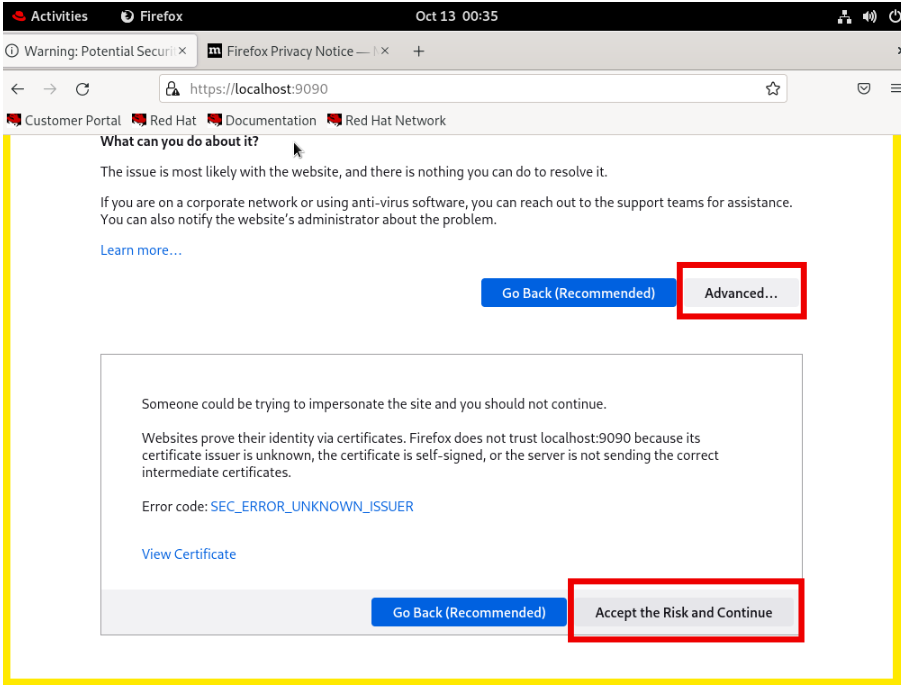 Activities Firefox Oct 13 00:35
Warning: Potential Securi × Firefox Privacy Notice — × +
https://localhost:9090
Customer Portal Red Hat Documentation Red Hat Network
What can you do about it?
The issue is most likely with the website, and there is nothing you can do to resolve it.
If you are on a corporate network or using anti-virus software, you can reach out to the support teams for assistance.
You can also notify the website's administrator about the problem.
Learn more…
Go Back (Recommended) Advanced…
Someone could be trying to impersonate the site and you should not continue.
Websites prove their identity via certificates. Firefox does not trust localhost:9090 because its
certificate issuer is unknown, the certificate is self-signed, or the server is not sending the correct
intermediate certificates.
Error code: SEC_ERROR_UNKNOWN_ISSUER
View Certificate
Go Back (Recommended) Accept the Risk and Continue